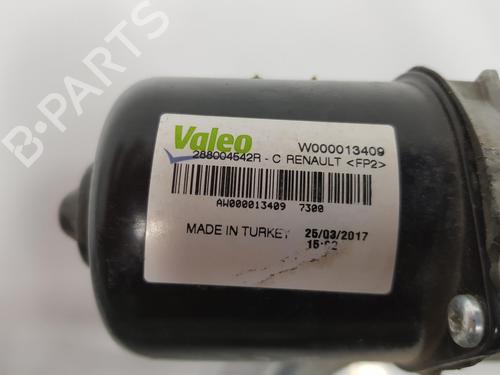 Valeo
W000013409
288004542R - C RENAULT <FP2>
AW000013409 7300
MADE IN TURKEY
25/03/2017
B-PARTS